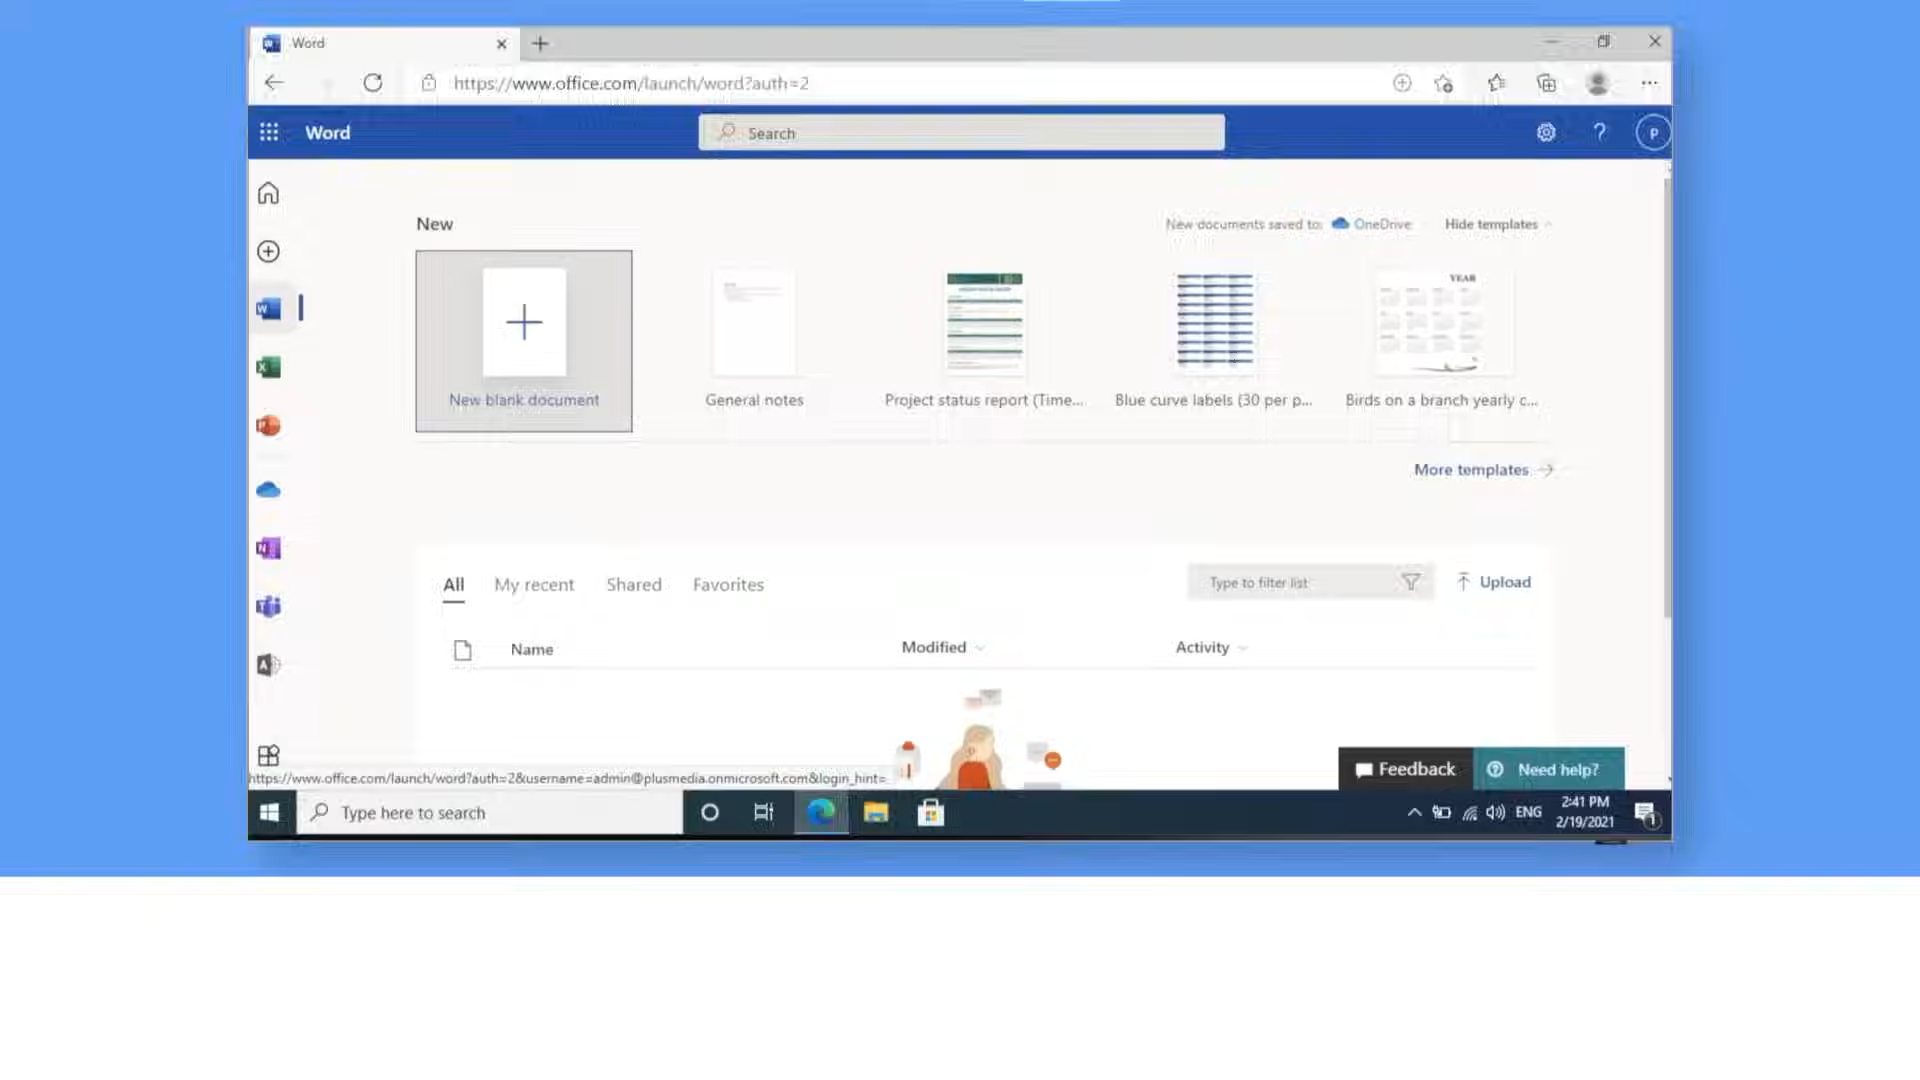 Word
https://www.office.com/launch/word?auth=2
Word
Search
P
New
New documents saved to: OneDrive
Hide templates
New blank document
General notes
Project status report (Time...
Blue curve labels (30 per p...
YEAR
Birds on a branch yearly c...
More templates
All
My recent
Shared
Favorites
Type to filter list
Upload
Name
Modified
Activity
Feedback
Need help?
https://www.office.com/launch/word?auth=2&username=admin@plusmedia.onmicrosoft.com&login_hint=
Type here to search
ENG
2:41 PM
2/19/2021
1